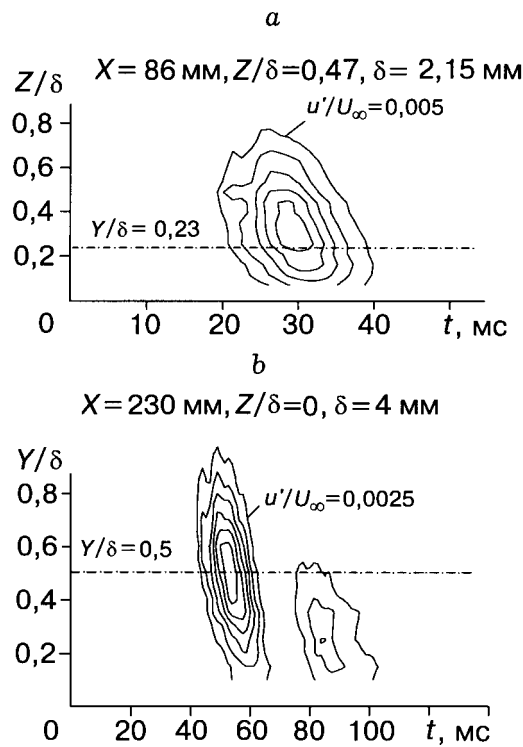 a
X = 86 мм, Z/δ=0,47, δ= 2,15 мм
Z/δ
u'/U∞=0,005
0,8
0,6
0,4
Y/δ= 0,23
0,2
0 10 20 30 40 t, мс
b
X = 230 мм, Z/δ=0, δ= 4 мм
Y/δ
0,8
u'/U∞=0,0025
0,6
Y/δ=0,5
0,4
0,2
0 20 40 60 80 100 t, мс